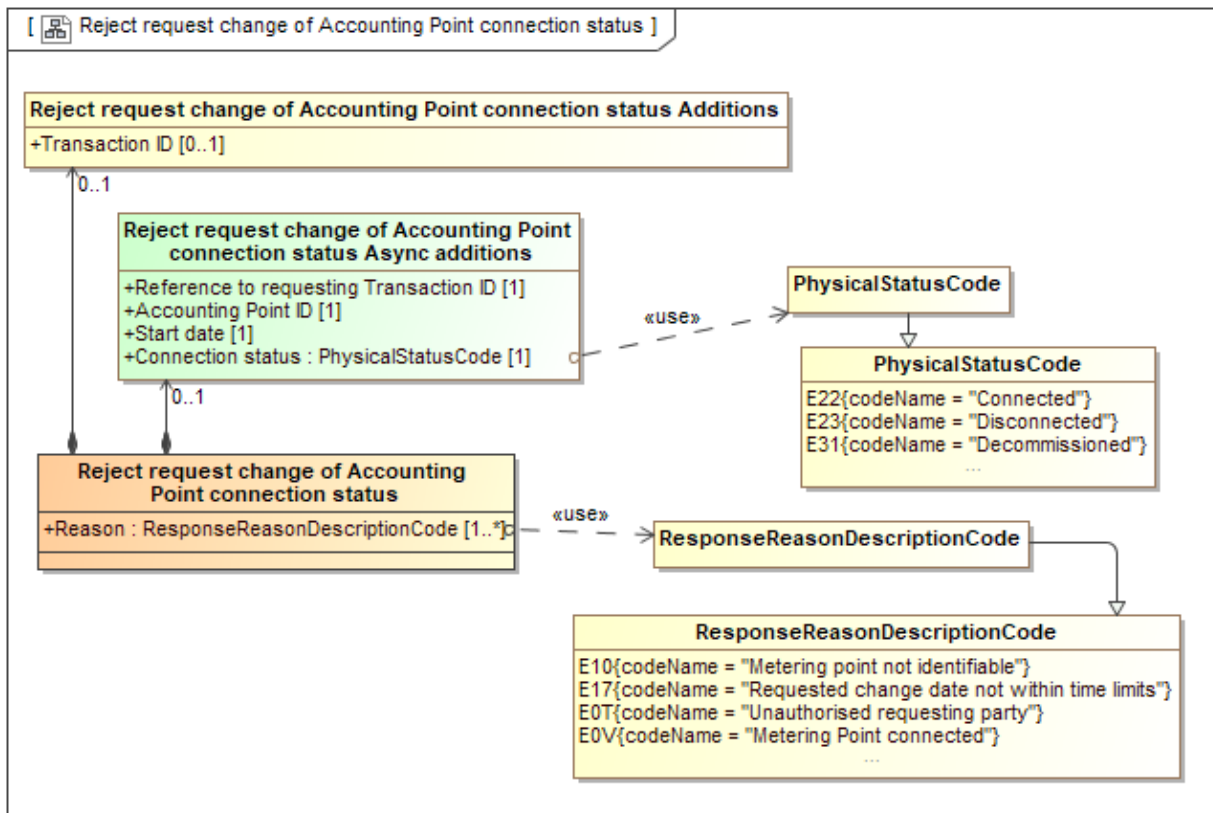 [ Reject request change of Accounting Point connection status ]
Reject request change of Accounting Point connection status Additions
+Transaction ID [0..1]
0..1
Reject request change of Accounting Point
connection status Async additions
+Reference to requesting Transaction ID [1]
+Accounting Point ID [1]
+Start date [1]
+Connection status : PhysicalStatusCode [1]
«use»
PhysicalStatusCode
PhysicalStatusCode
E22{codeName = "Connected"}
E23{codeName = "Disconnected"}
E31{codeName = "Decommissioned"}
...
0..1
Reject request change of Accounting
Point connection status
+Reason : ResponseReasonDescriptionCode [1..*]
«use»
ResponseReasonDescriptionCode
ResponseReasonDescriptionCode
E10{codeName = "Metering point not identifiable"}
E17{codeName = "Requested change date not within time limits"}
E0T{codeName = "Unauthorised requesting party"}
E0V{codeName = "Metering Point connected"}
...